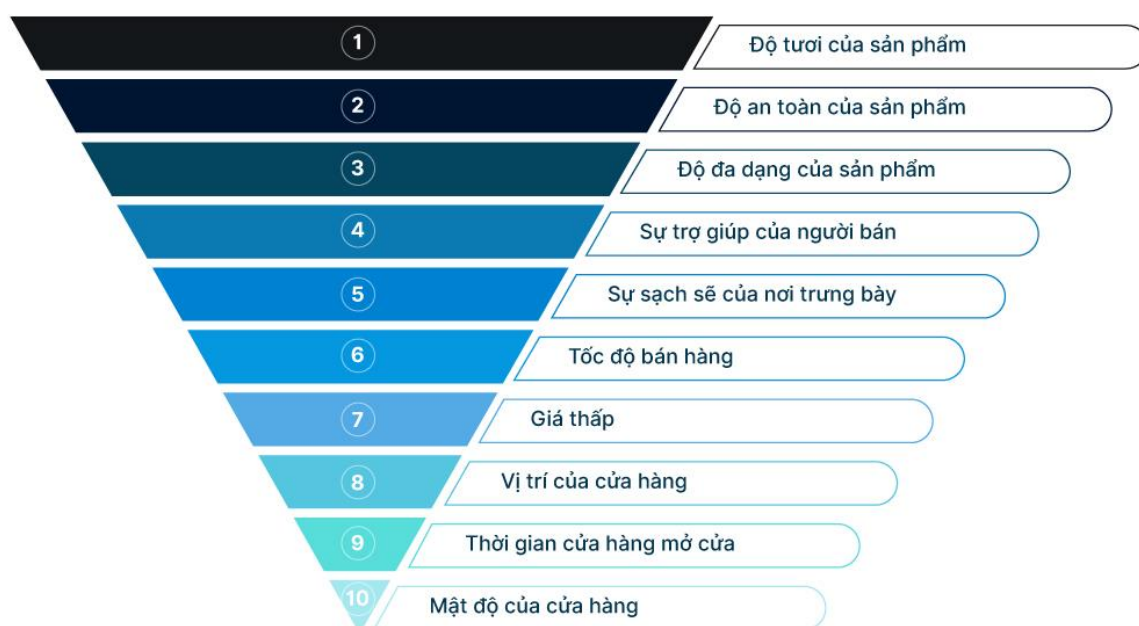 1 Độ tươi của sản phẩm
2 Độ an toàn của sản phẩm
3 Độ đa dạng của sản phẩm
4 Sự trợ giúp của người bán
5 Sự sạch sẽ của nơi trưng bày
6 Tốc độ bán hàng
7 Giá thấp
8 Vị trí của cửa hàng
9 Thời gian cửa hàng mở cửa
10 Mật độ của cửa hàng